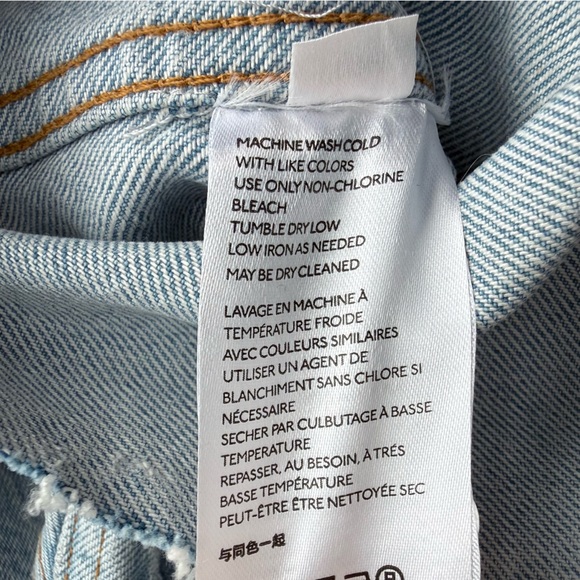 MACHINE WASH COLD
WITH LIKE COLORS
USE ONLY NON-CHLORINE
BLEACH
TUMBLE DRY LOW
LOW IRON AS NEEDED
MAY BE DRY CLEANED
LAVAGE EN MACHINE À
TEMPÉRATURE FROIDE
AVEC COULEURS SIMILAIRES
UTILISER UN AGENT DE
BLANCHIMENT SANS CHLORE SI
NÉCESSAIRE
SECHER PAR CULBUTAGE À BASSE
TEMPERATURE
REPASSER, AU BESOIN, À TRÉS
BASSE TEMPÉRATURE
PEUT-ÊTRE ÊTRE NETTOYÉE SEC
与同色一起